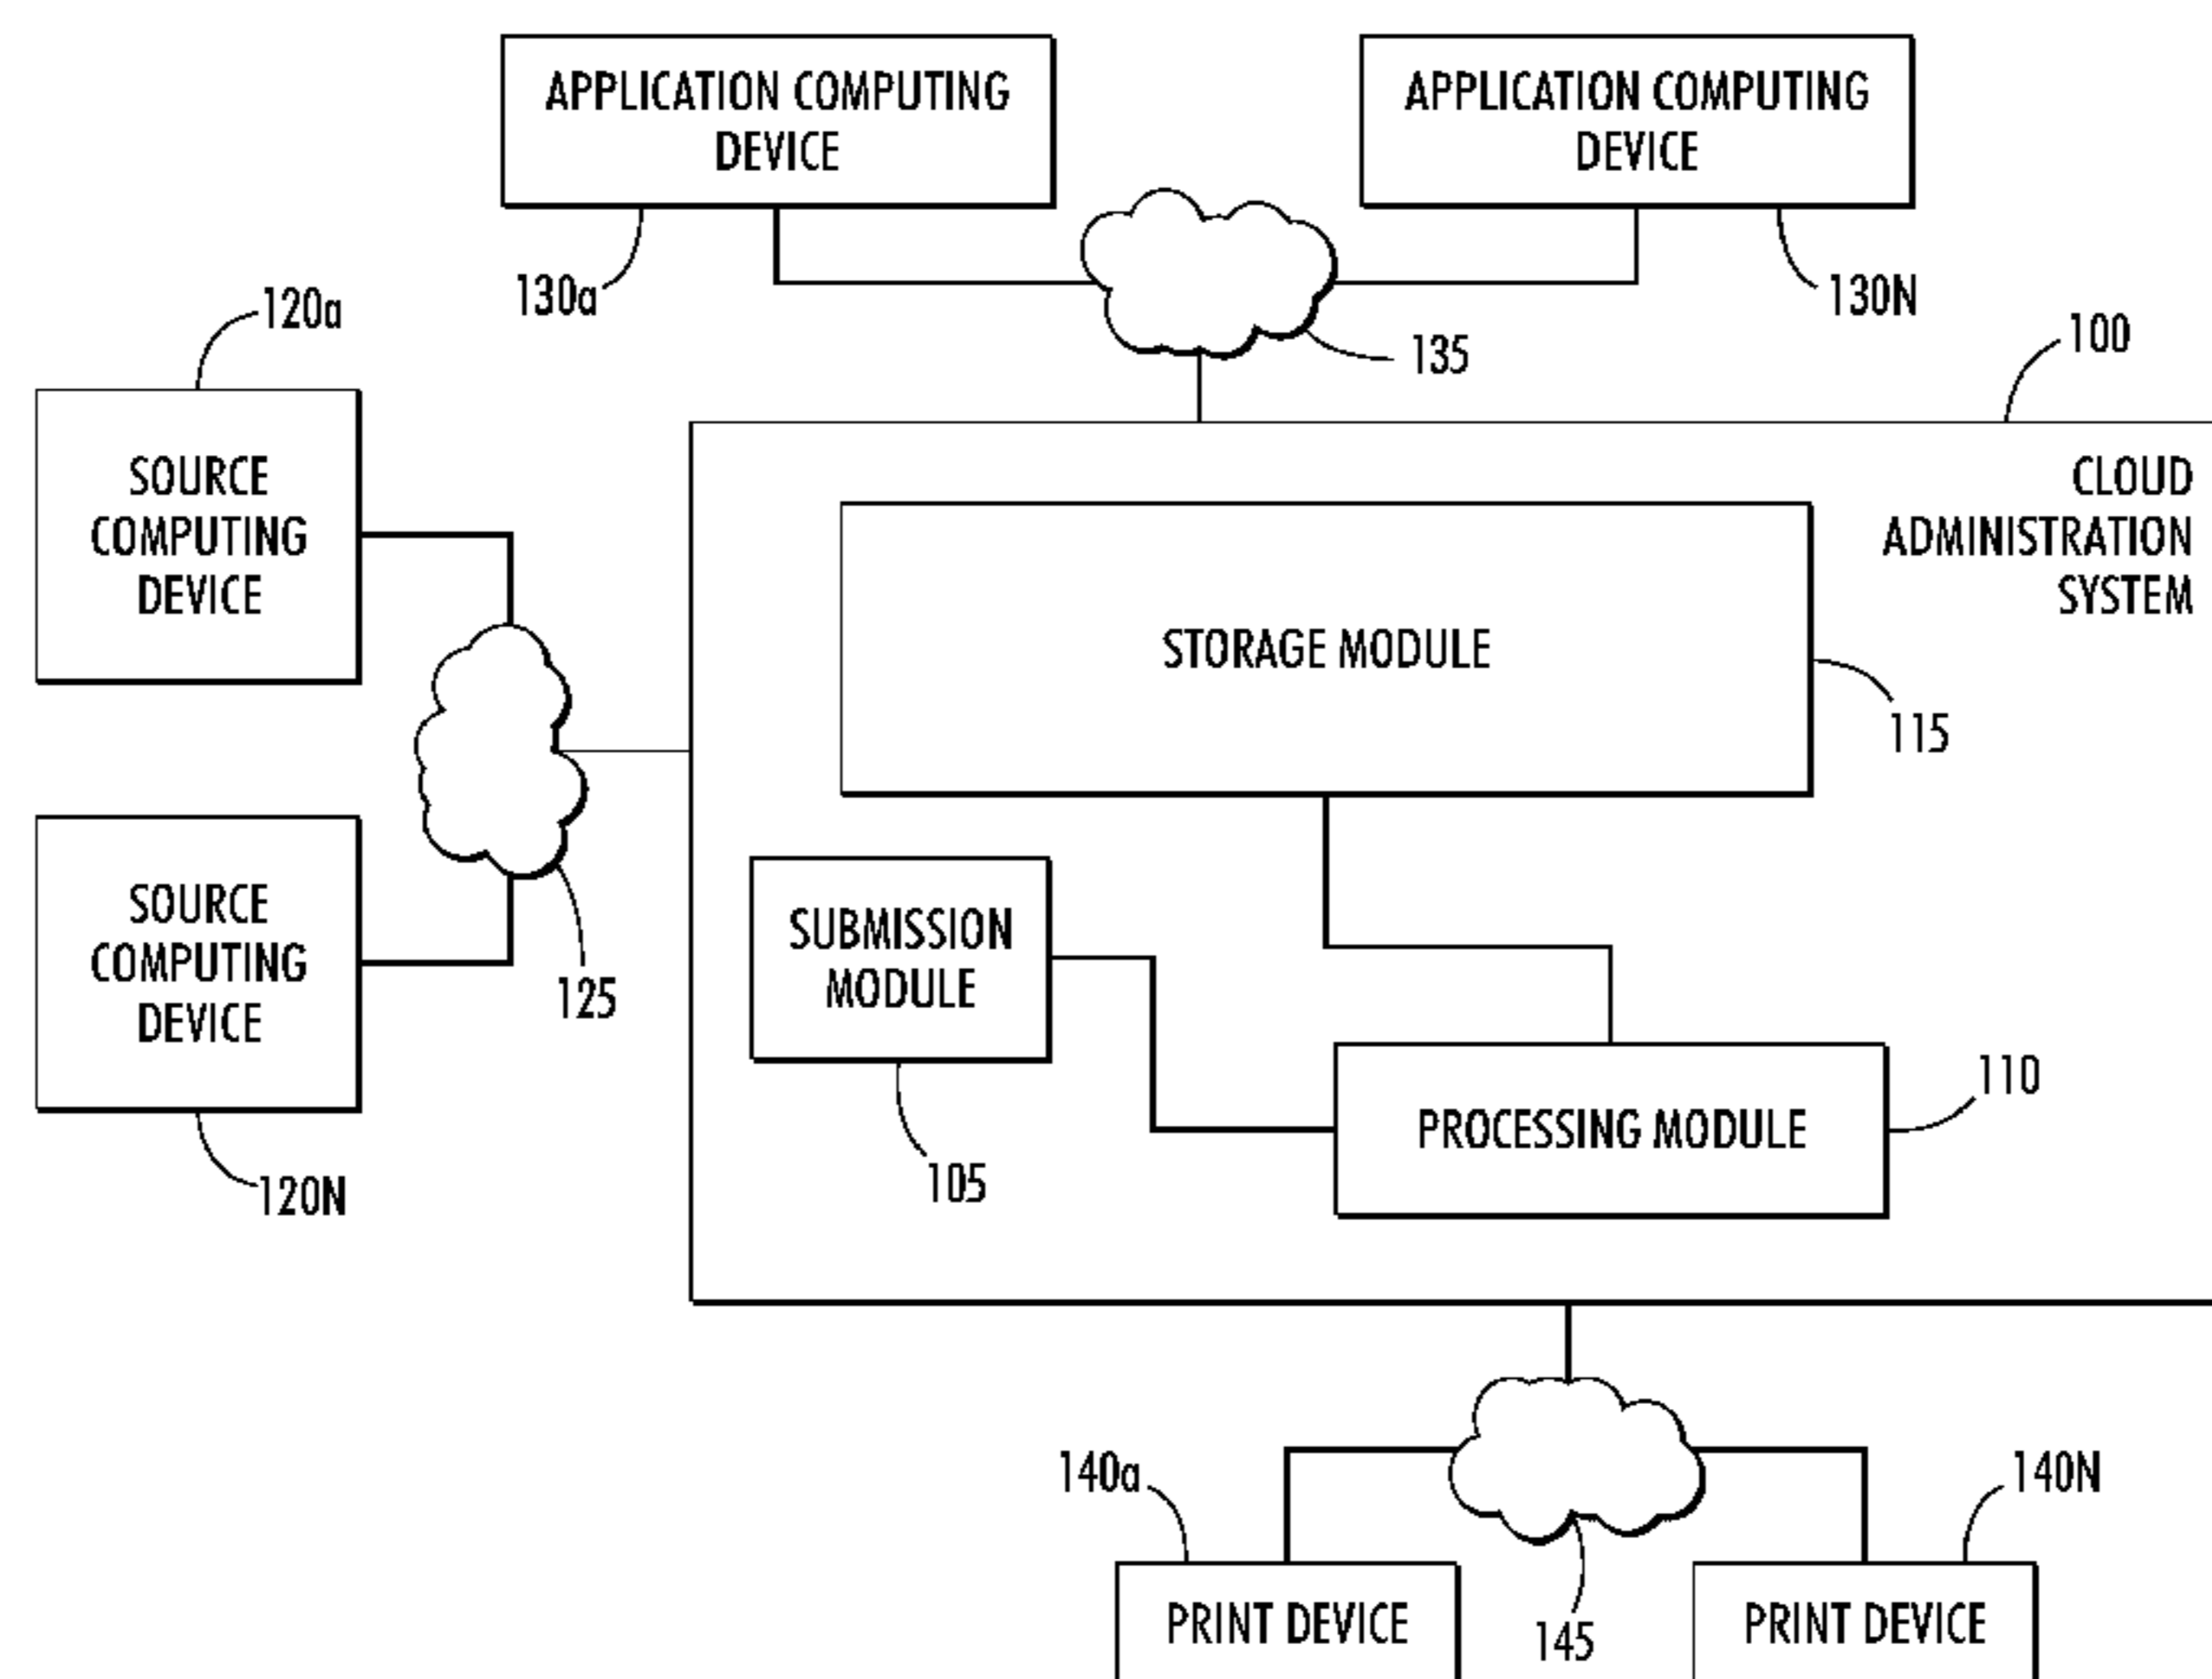 APPLICATION COMPUTING
DEVICE
APPLICATION COMPUTING
DEVICE
130a
130N
120a
135
100
SOURCE
COMPUTING
DEVICE
CLOUD
ADMINISTRATION
SYSTEM
STORAGE MODULE
115
SOURCE
COMPUTING
DEVICE
125
SUBMISSION
MODULE
110
PROCESSING MODULE
105
120N
140a
140N
PRINT DEVICE
145
PRINT DEVICE